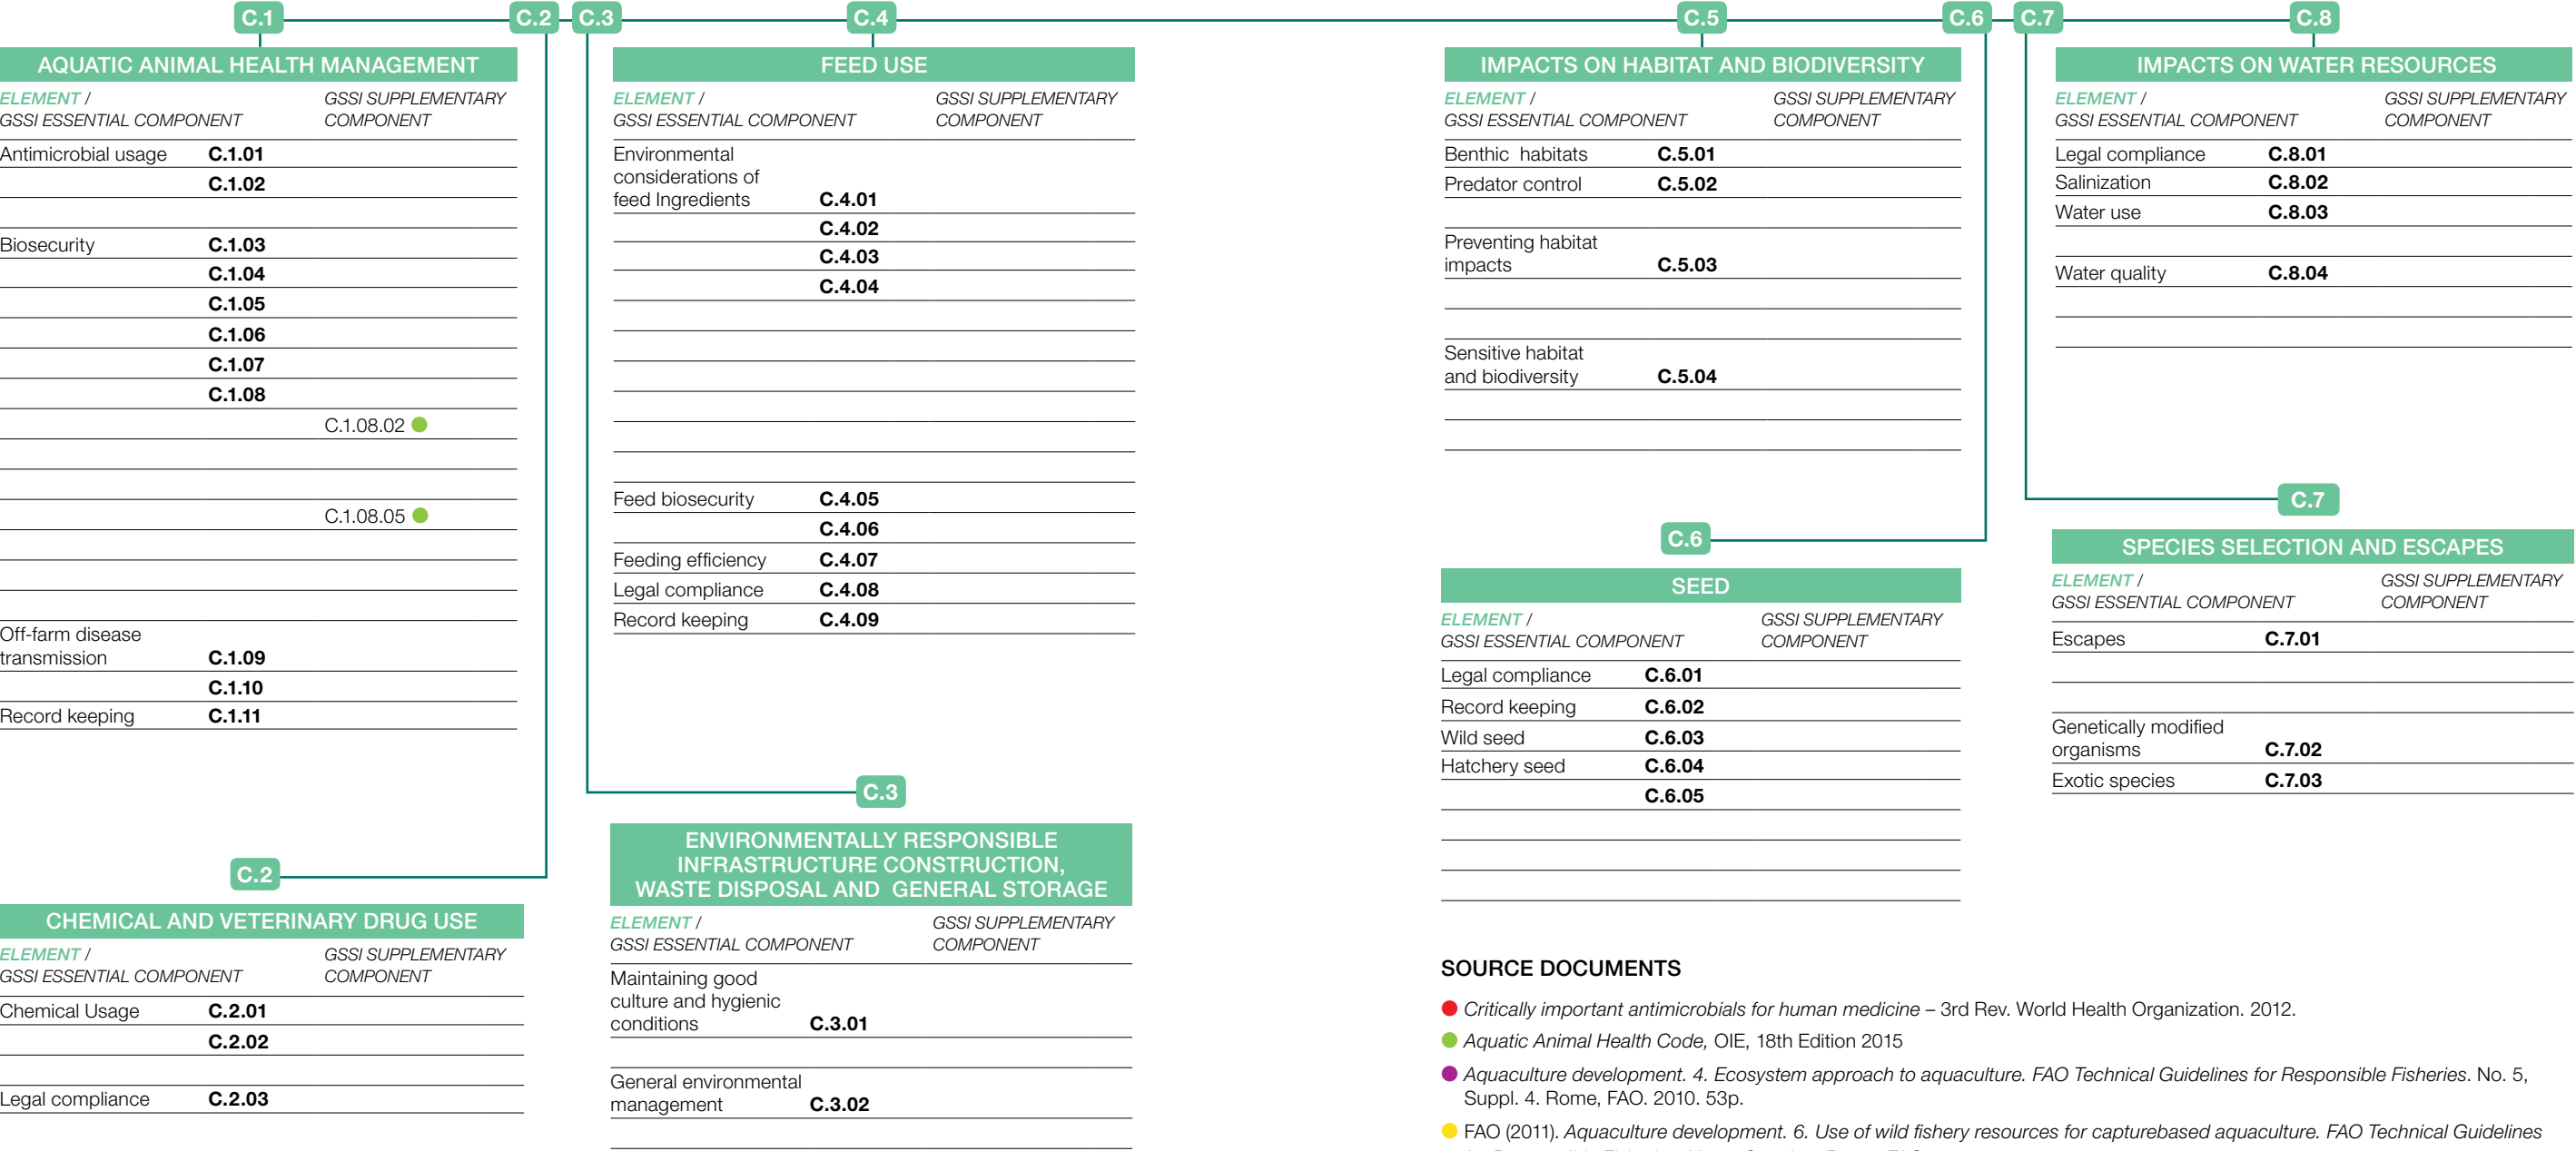 C.1 C.2 C.3 C.4 C.5 C.6 C.7 C.8
AQUATIC ANIMAL HEALTH MANAGEMENT
ELEMENT / GSSI SUPPLEMENTARY
GSSI ESSENTIAL COMPONENT COMPONENT
Antimicrobial usage C.1.01
C.1.02
Biosecurity C.1.03
C.1.04
C.1.05
C.1.06
C.1.07
C.1.08
C.1.08.02
C.1.08.05
Off-farm disease
transmission C.1.09
C.1.10
Record keeping C.1.11
C.2
CHEMICAL AND VETERINARY DRUG USE
ELEMENT / GSSI SUPPLEMENTARY
GSSI ESSENTIAL COMPONENT COMPONENT
Chemical Usage C.2.01
C.2.02
Legal compliance C.2.03
FEED USE
ELEMENT / GSSI SUPPLEMENTARY
GSSI ESSENTIAL COMPONENT COMPONENT
Environmental
considerations of
feed Ingredients C.4.01
C.4.02
C.4.03
C.4.04
Feed biosecurity C.4.05
C.4.06
Feeding efficiency C.4.07
Legal compliance C.4.08
Record keeping C.4.09
C.3
ENVIRONMENTALLY RESPONSIBLE
INFRASTRUCTURE CONSTRUCTION,
WASTE DISPOSAL AND GENERAL STORAGE
ELEMENT / GSSI SUPPLEMENTARY
GSSI ESSENTIAL COMPONENT COMPONENT
Maintaining good
culture and hygienic
conditions C.3.01
General environmental
management C.3.02
IMPACTS ON HABITAT AND BIODIVERSITY
ELEMENT / GSSI SUPPLEMENTARY
GSSI ESSENTIAL COMPONENT COMPONENT
Benthic habitats C.5.01
Predator control C.5.02
Preventing habitat
impacts C.5.03
Sensitive habitat
and biodiversity C.5.04
C.6
SEED
ELEMENT / GSSI SUPPLEMENTARY
GSSI ESSENTIAL COMPONENT COMPONENT
Legal compliance C.6.01
Record keeping C.6.02
Wild seed C.6.03
Hatchery seed C.6.04
C.6.05
IMPACTS ON WATER RESOURCES
ELEMENT / GSSI SUPPLEMENTARY
GSSI ESSENTIAL COMPONENT COMPONENT
Legal compliance C.8.01
Salinization C.8.02
Water use C.8.03
Water quality C.8.04
C.7
SPECIES SELECTION AND ESCAPES
ELEMENT / GSSI SUPPLEMENTARY
GSSI ESSENTIAL COMPONENT COMPONENT
Escapes C.7.01
Genetically modified
organisms C.7.02
Exotic species C.7.03
SOURCE DOCUMENTS
Critically important antimicrobials for human medicine – 3rd Rev. World Health Organization. 2012.
Aquatic Animal Health Code, OIE, 18th Edition 2015
Aquaculture development. 4. Ecosystem approach to aquaculture. FAO Technical Guidelines for Responsible Fisheries. No. 5,
Suppl. 4. Rome, FAO. 2010. 53p.
FAO (2011). Aquaculture development. 6. Use of wild fishery resources for capturebased aquaculture. FAO Technical Guidelines